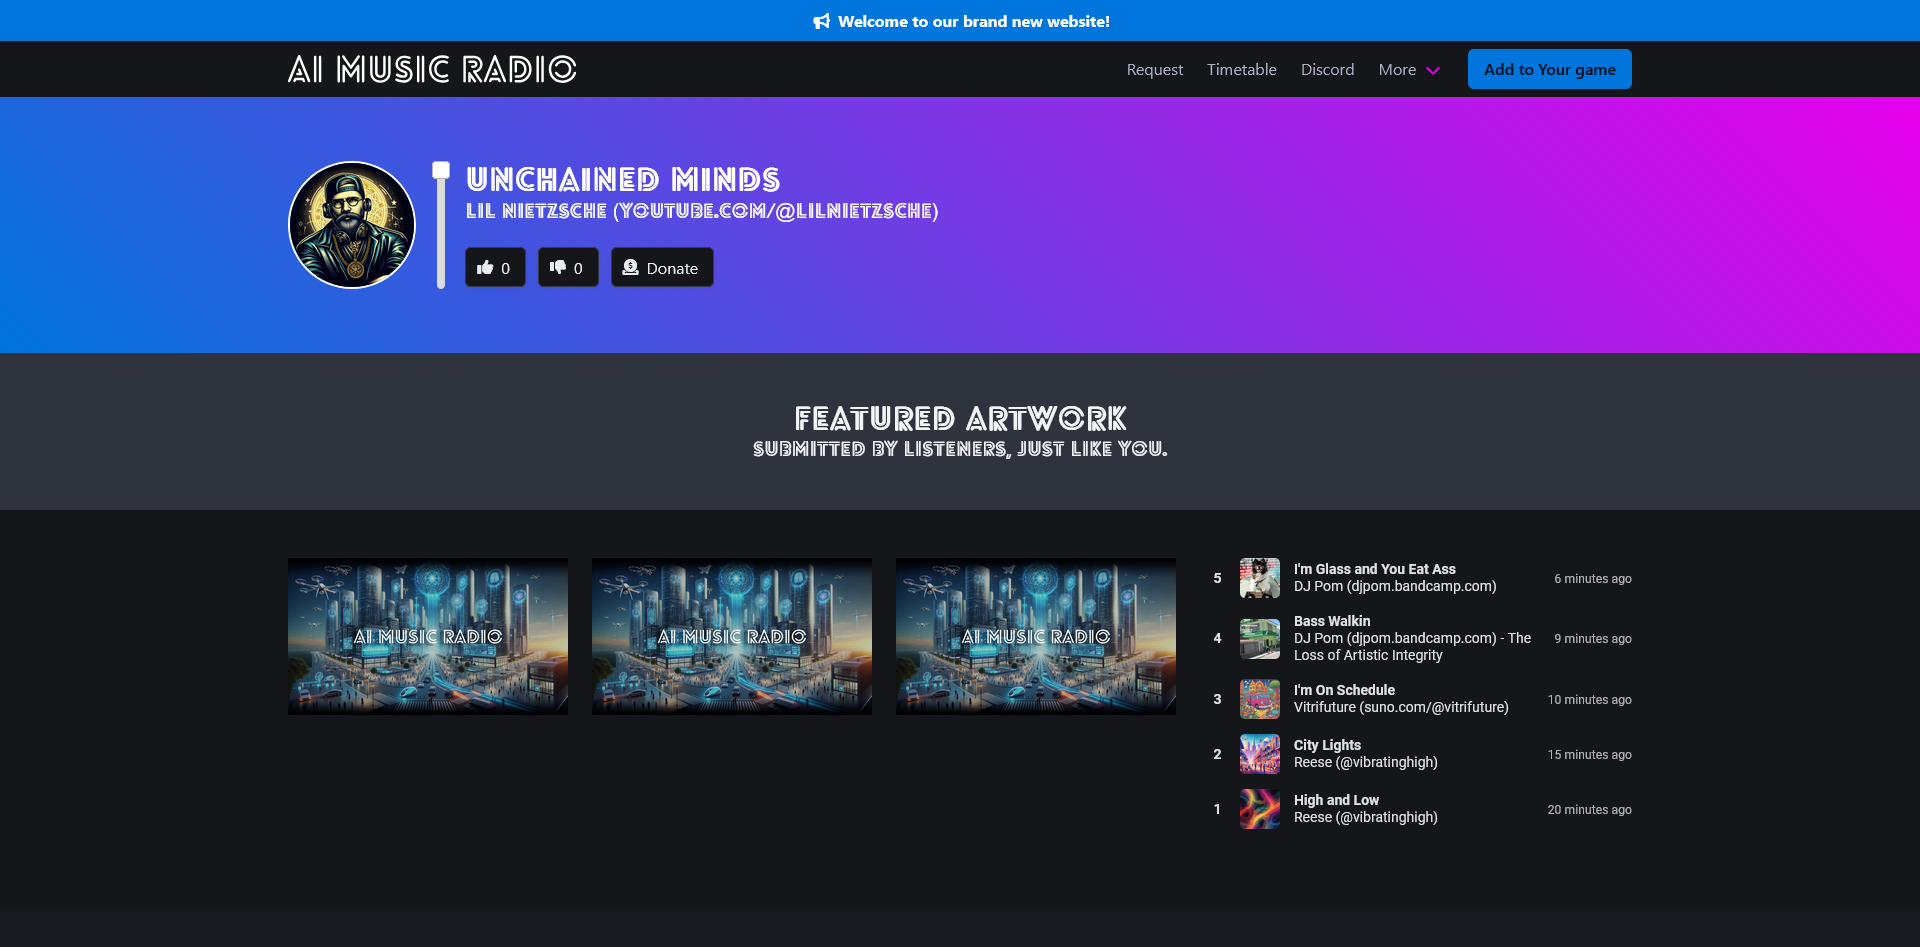 Welcome to our brand new website!
AI MUSIC RADIO
Request
Timetable
Discord
More
Add to Your game
UNCHAINED MINDS
LIL NIETZSCHE (YOUTUBE.COM/@LILNIETZSCHE)
0
0
Donate
FEATURED ARTWORK
SUBMITTED BY LISTENERS, JUST LIKE YOU.
AI MUSIC RADIO
AI MUSIC RADIO
AI MUSIC RADIO
5
I'm Glass and You Eat Ass
DJ Pom (djpom.bandcamp.com)
6 minutes ago
4
Bass Walkin
DJ Pom (djpom.bandcamp.com) - The
Loss of Artistic Integrity
9 minutes ago
3
I'm On Schedule
Vitrifuture (suno.com/@vitrifuture)
10 minutes ago
2
City Lights
Reese (@vibratinghigh)
15 minutes ago
1
High and Low
Reese (@vibratinghigh)
20 minutes ago